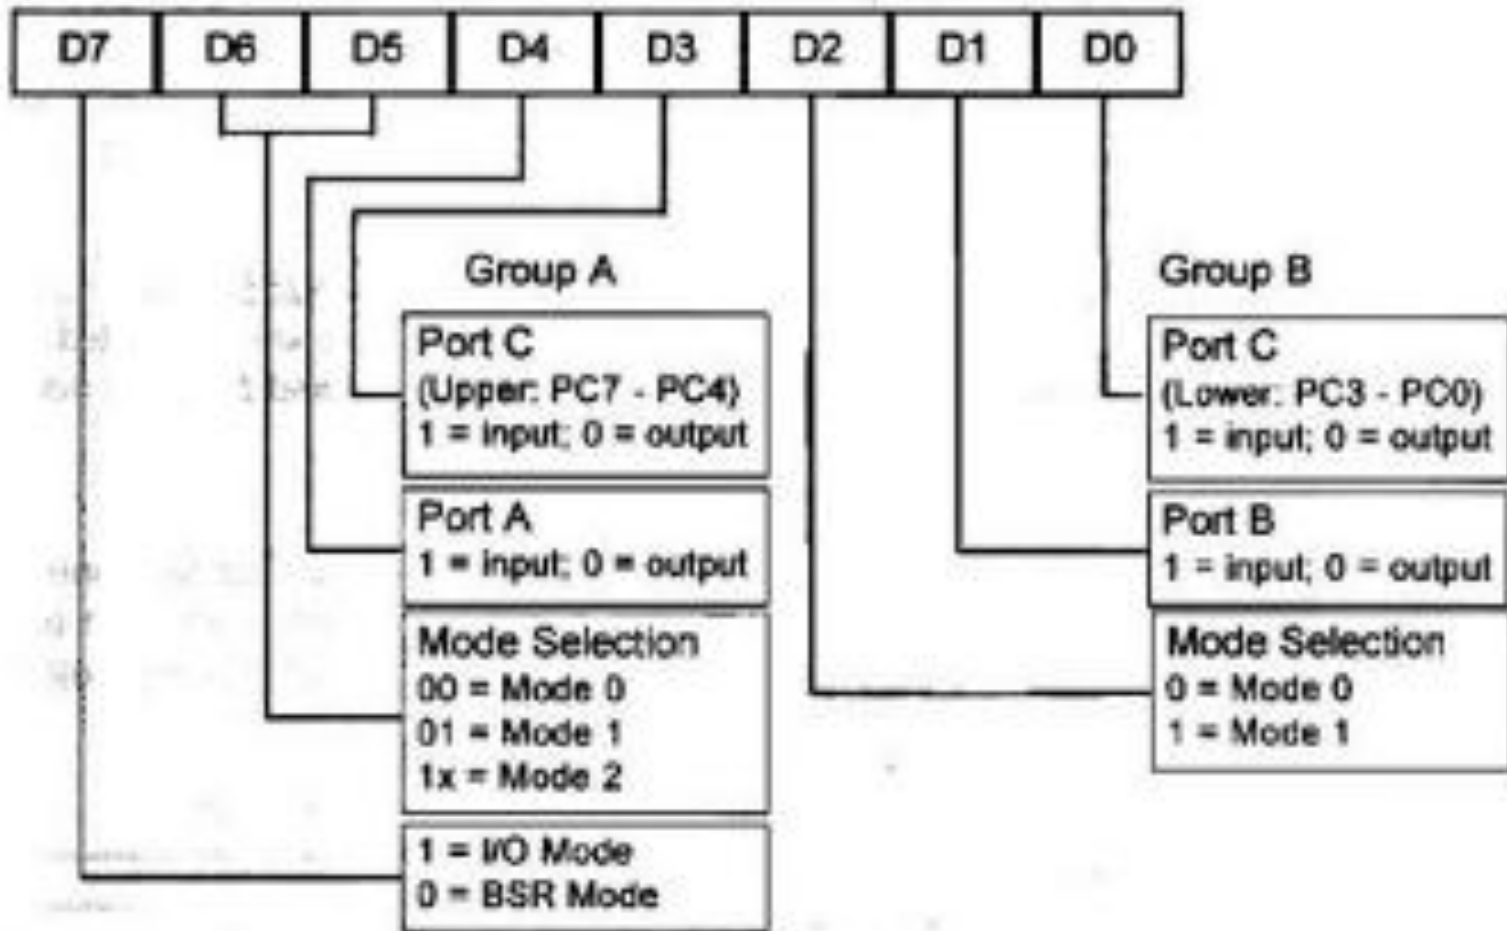 D7 D6 D5 D4 D3 D2 D1 D0
Group A
Port C
(Upper: PC7 - PC4)
1 = input; 0 = output
Port A
1 = input; 0 = output
Mode Selection
00 = Mode 0
01 = Mode 1
1x = Mode 2
1 = I/O Mode
0 = BSR Mode
Group B
Port C
(Lower: PC3 - PC0)
1 = input; 0 = output
Port B
1 = input; 0 = output
Mode Selection
0 = Mode 0
1 = Mode 1